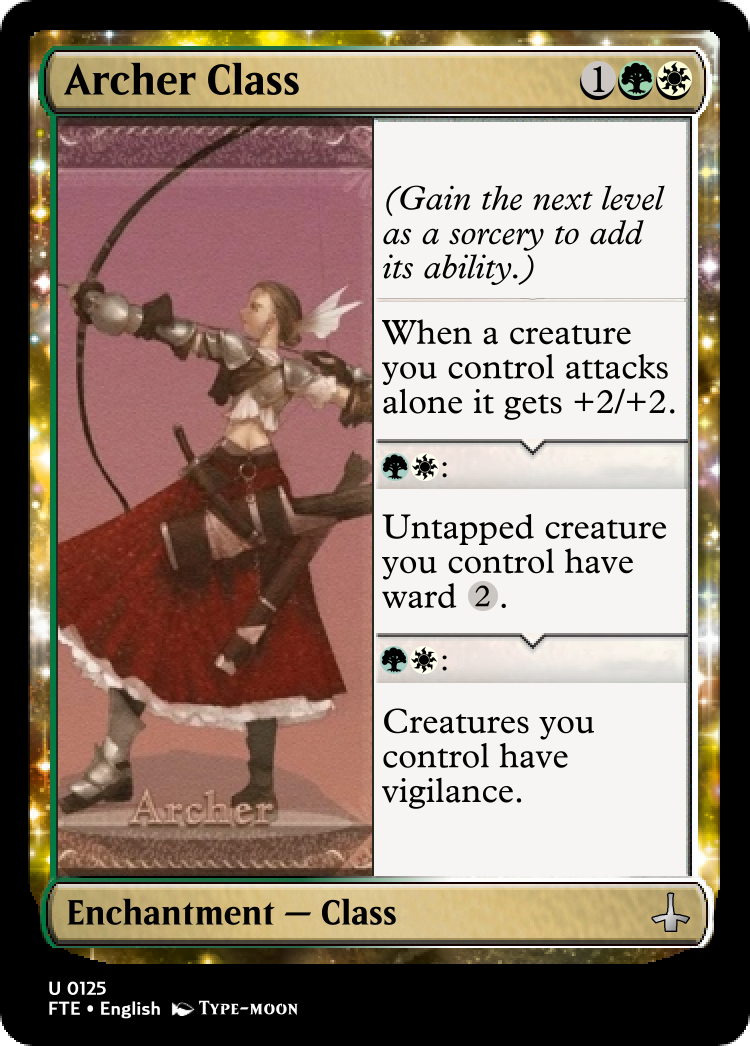 Archer Class 1
(Gain the next level
as a sorcery to add
its ability.)
When a creature
you control attacks
alone it gets +2/+2.
:
Untapped creature
you control have
ward 2.
:
Creatures you
control have
vigilance.
Archer
Enchantment — Class
U 0125
FTE • English TYPE-MOON